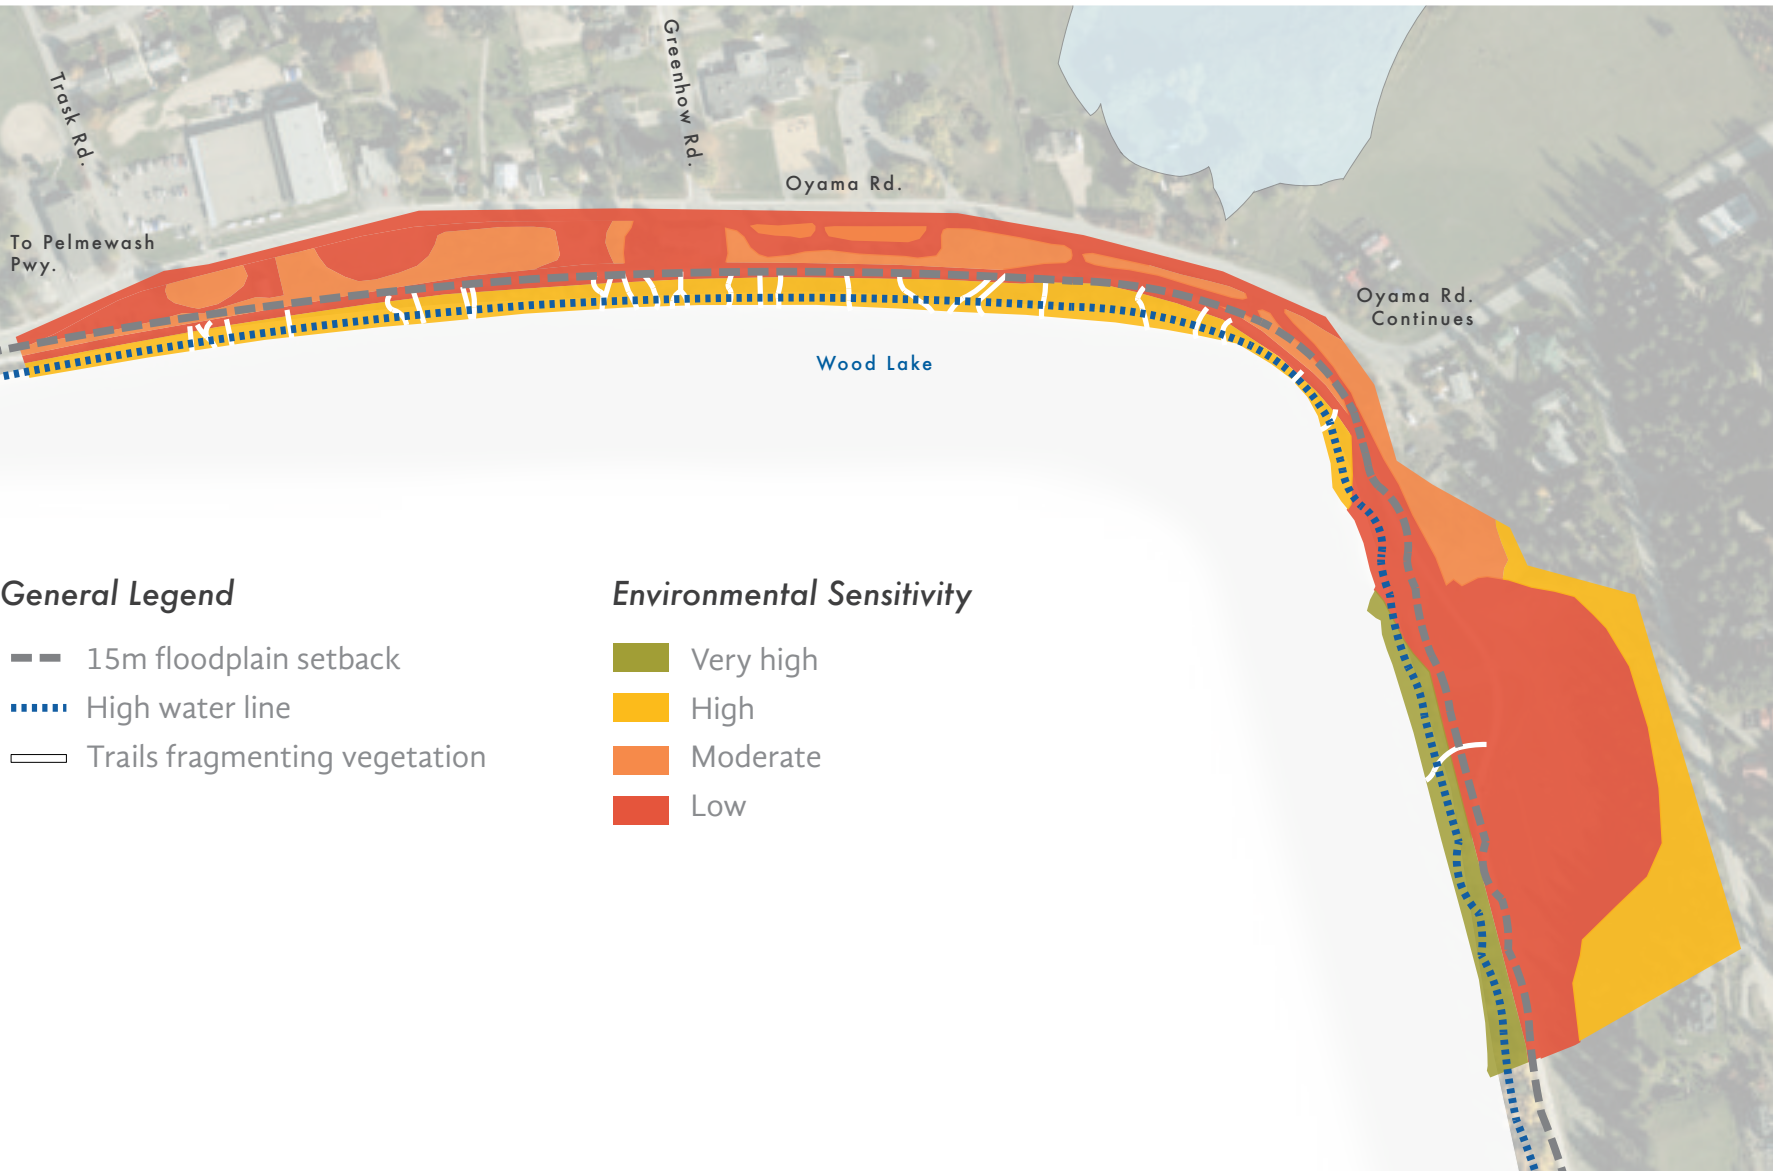 Trask Rd.
Greenhow Rd.
Oyama Rd.
To Pelmewash
Pwy.
Oyama Rd.
Continues
Wood Lake
General Legend
15m floodplain setback
High water line
Trails fragmenting vegetation
Environmental Sensitivity
Very high
High
Moderate
Low